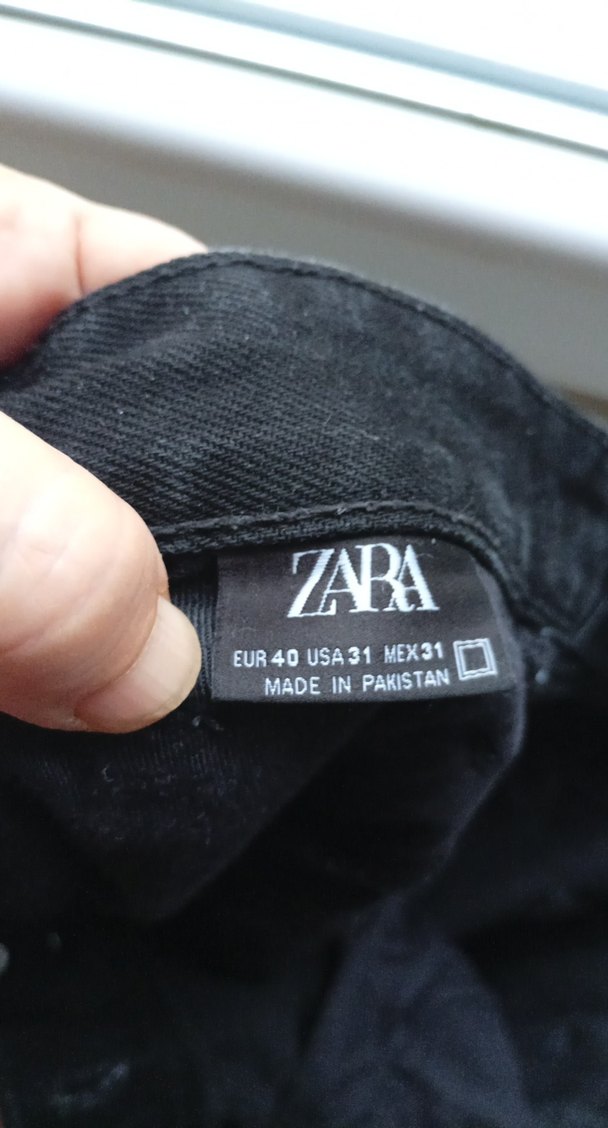 ZARA
EUR 40 USA 31 MEX 31
MADE IN PAKISTAN